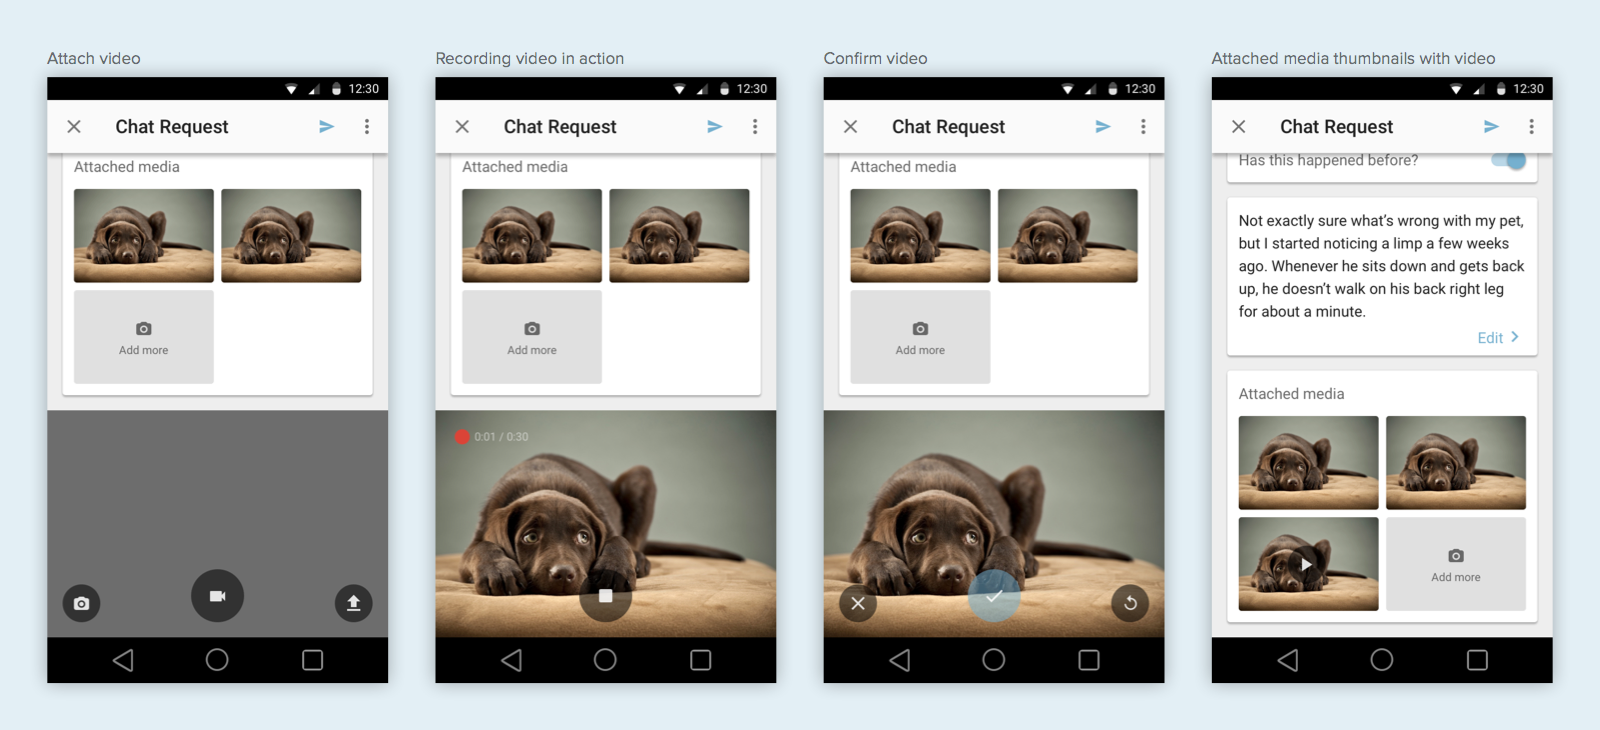 Attach video
12:30
Chat Request
Attached media
Add more
Recording video in action
12:30
Chat Request
Attached media
Add more
0:01 / 0:30
Confirm video
12:30
Chat Request
Attached media
Add more
Attached media thumbnails with video
12:30
Chat Request
Has this happened before?
Not exactly sure what’s wrong with my pet,
but I started noticing a limp a few weeks
ago. Whenever he sits down and gets back
up, he doesn’t walk on his back right leg
for about a minute.
Edit
Attached media
Add more